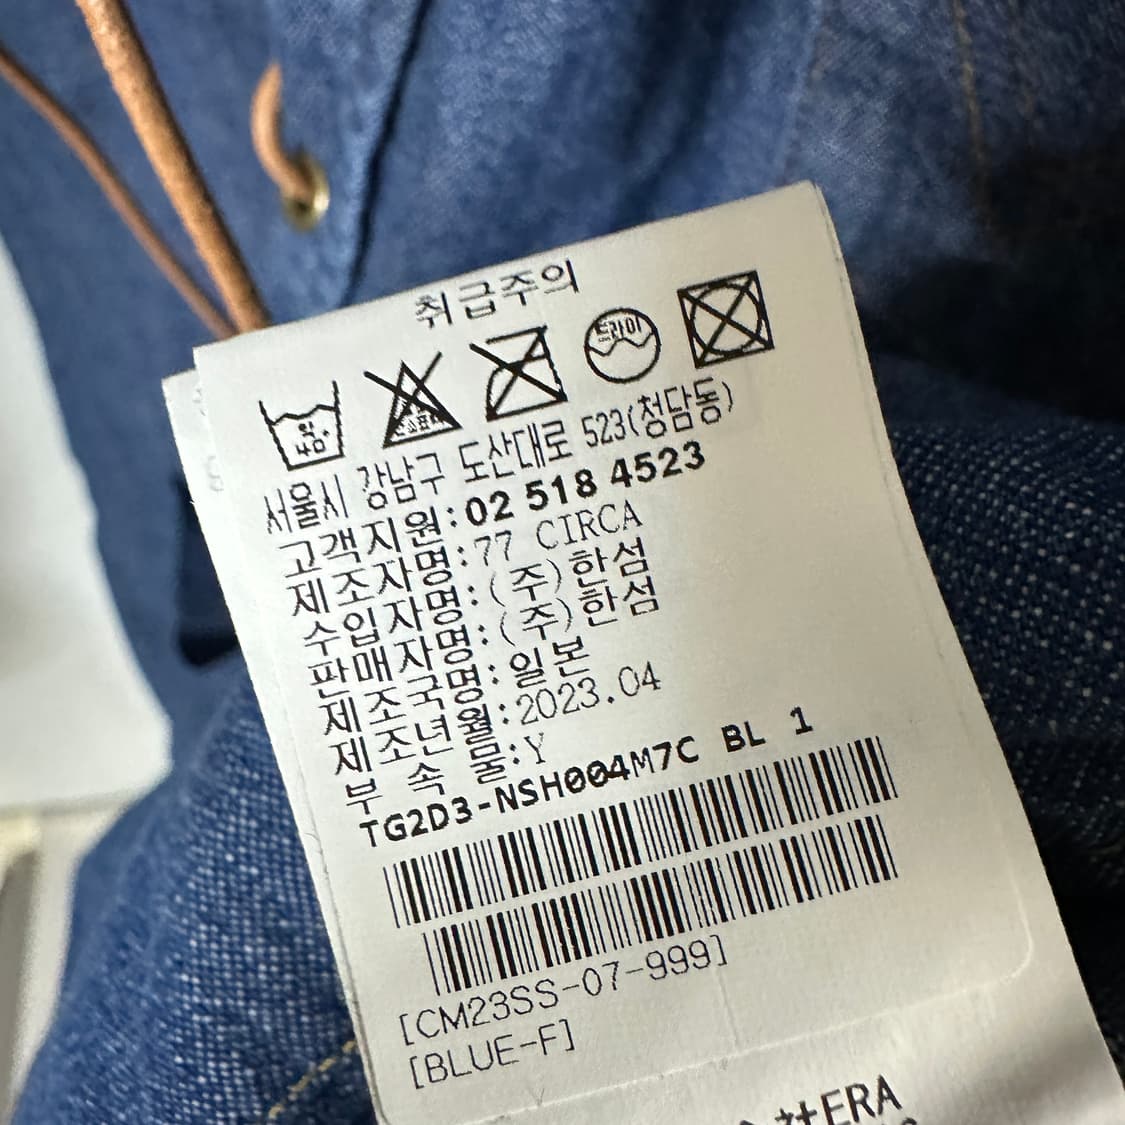 취급주의
약
40°
드라이
서울시 강남구 도산대로 523(청담동)
고객지원:02 518 4523
제조자명:77 CIRCA
수입자명:(주)한섬
판매자명:(주)한섬
제조국명:일본
제조년월:2023.04
부 속 물:Y
TG2D3-NSH004M7C BL 1
[CM23SS-07-999]
[BLUE-F]
ERA